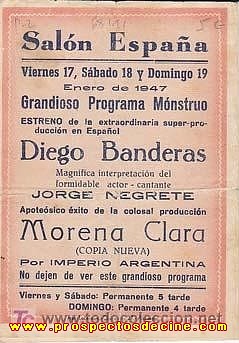 5€
Salón España
Viernes 17, Sábado 18 y Domingo 19
Enero de 1947
Grandioso Programa Mónstruo
ESTRENO de la extraordinaria super-pro-
ducción en Español
Diego Banderas
Magnífica interpretación del
formidable actor - cantante
JORGE NEGRETE
Apoteósico éxito de la colosal producción
Morena Clara
(COPIA NUEVA)
Por IMPERIO ARGENTINA
No dejen de ver este grandioso programa
Viernes y Sábado: Permanente 5 tarde
DOMINGO: Permanente 4 tarde
todocoleccion.net
www.prospectosdecine.com